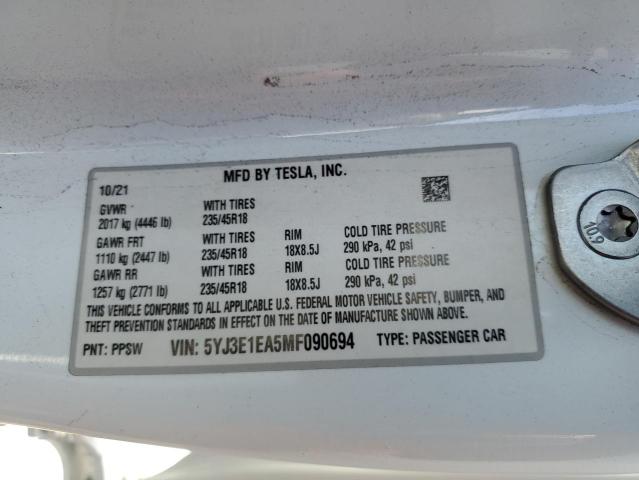 MFD BY TESLA, INC.
10/21
GVWR WITH TIRES
2017 kg (4446 lb) 235/45R18
GAWR FRT WITH TIRES RIM COLD TIRE PRESSURE
1110 kg (2447 lb) 235/45R18 18X8.5J 290 kPa, 42 psi
GAWR RR WITH TIRES RIM COLD TIRE PRESSURE
1257 kg (2771 lb) 235/45R18 18X8.5J 290 kPa, 42 psi
THIS VEHICLE CONFORMS TO ALL APPLICABLE U.S. FEDERAL MOTOR VEHICLE SAFETY, BUMPER, AND
THEFT PREVENTION STANDARDS IN EFFECT ON THE DATE OF MANUFACTURE SHOWN ABOVE.
PNT: PPSW VIN: 5YJ3E1EA5MF090694 TYPE: PASSENGER CAR
10.9